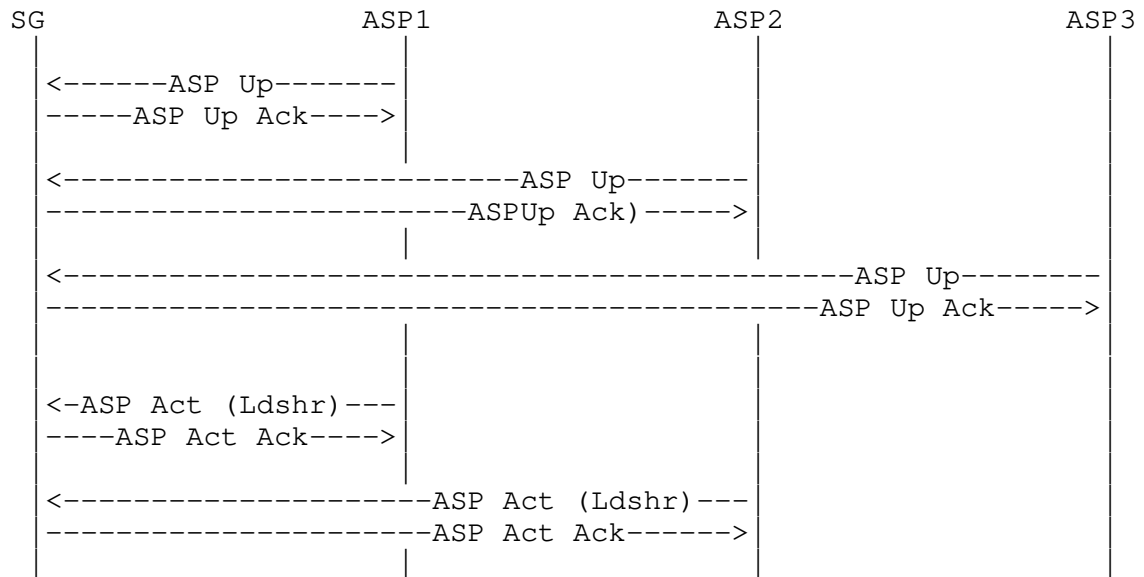 SG ASP1 ASP2 ASP3
<------ASP Up-------
-----ASP Up Ack---->
<--------------------------ASP Up-------
------------------------ASPUp Ack)----->
<---------------------------------------------ASP Up--------
--------------------------------------------ASP Up Ack----->
<-ASP Act (Ldshr)---
----ASP Act Ack---->
<---------------------ASP Act (Ldshr)---
----------------------ASP Act Ack------>